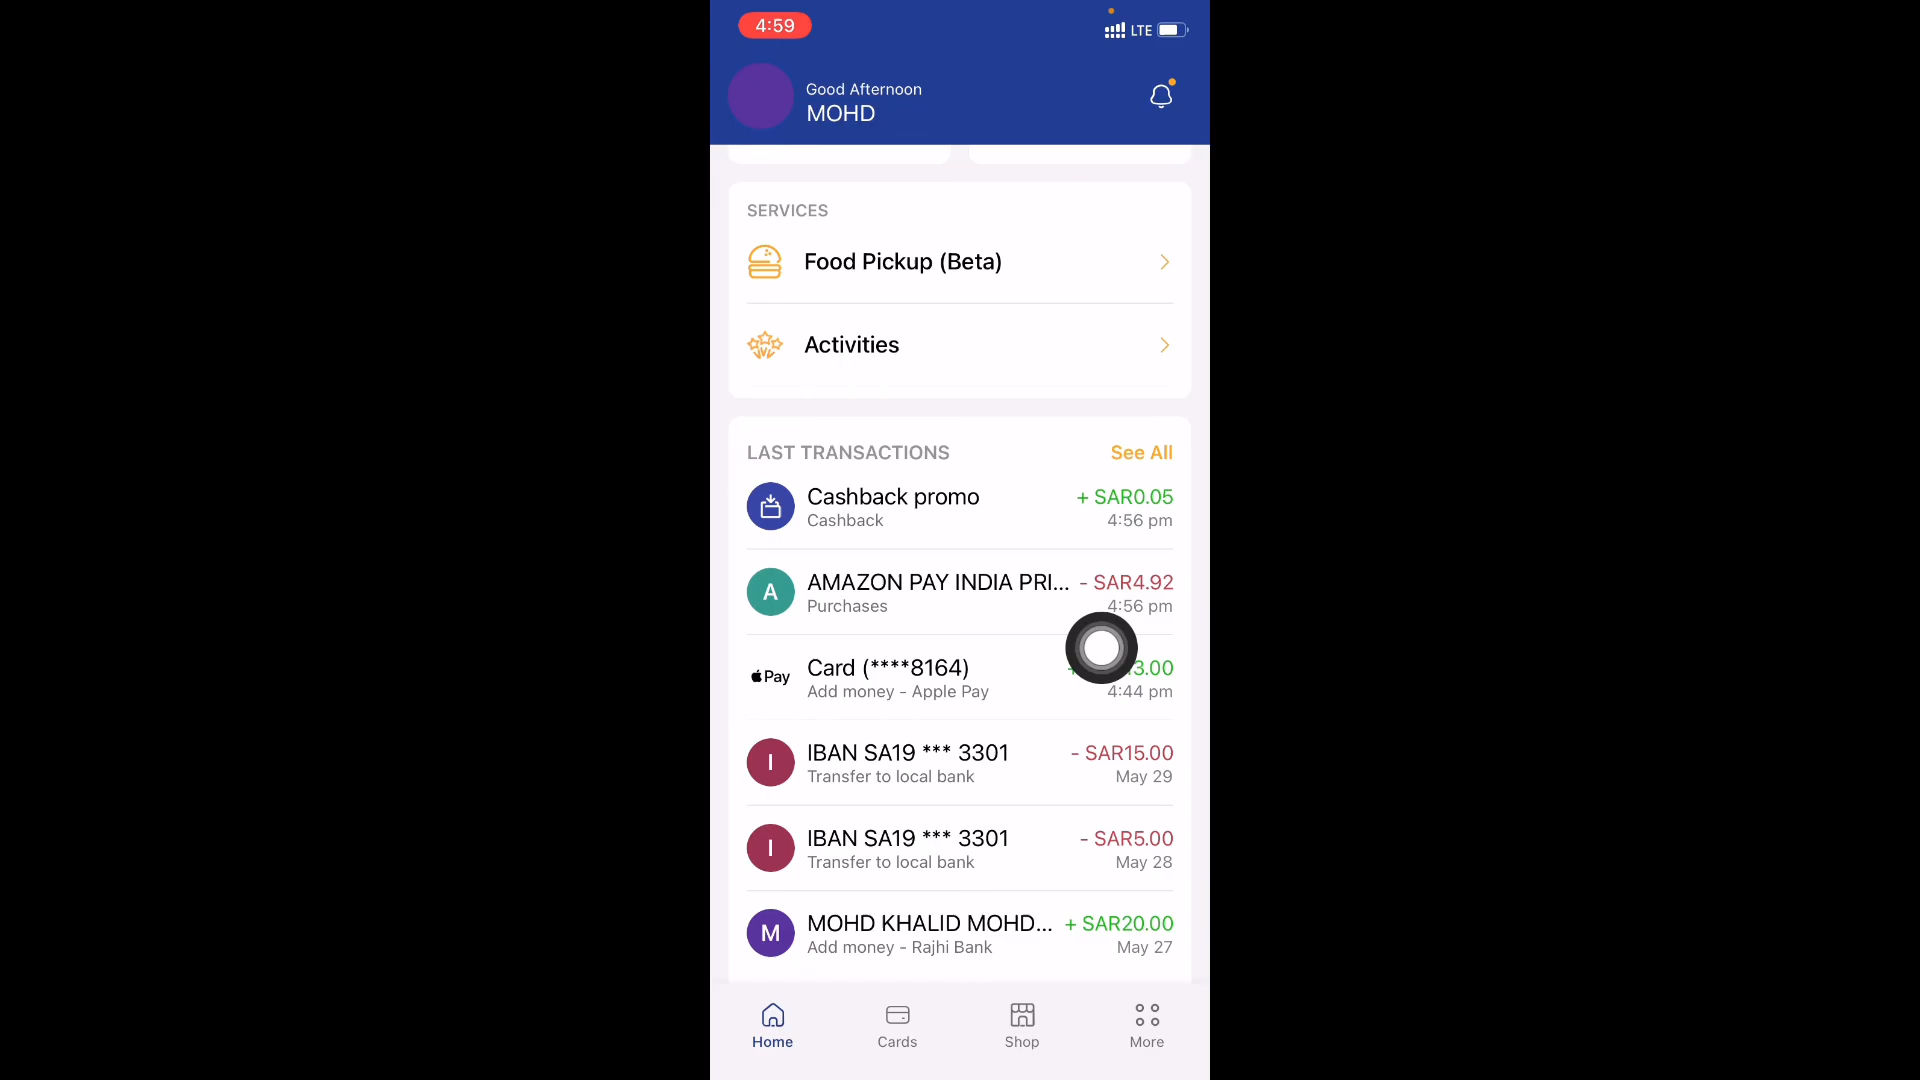 4:59
LTE
Good Afternoon
MOHD
SERVICES
Food Pickup (Beta)
Activities
LAST TRANSACTIONS See All
Cashback promo + SAR0.05
Cashback 4:56 pm
A AMAZON PAY INDIA PRI... - SAR4.92
Purchases 4:56 pm
Pay Card (****8164) 3.00
Add money - Apple Pay 4:44 pm
I IBAN SA19 *** 3301 - SAR15.00
Transfer to local bank May 29
I IBAN SA19 *** 3301 - SAR5.00
Transfer to local bank May 28
M MOHD KHALID MOHD... + SAR20.00
Add money - Rajhi Bank May 27
Home Cards Shop More